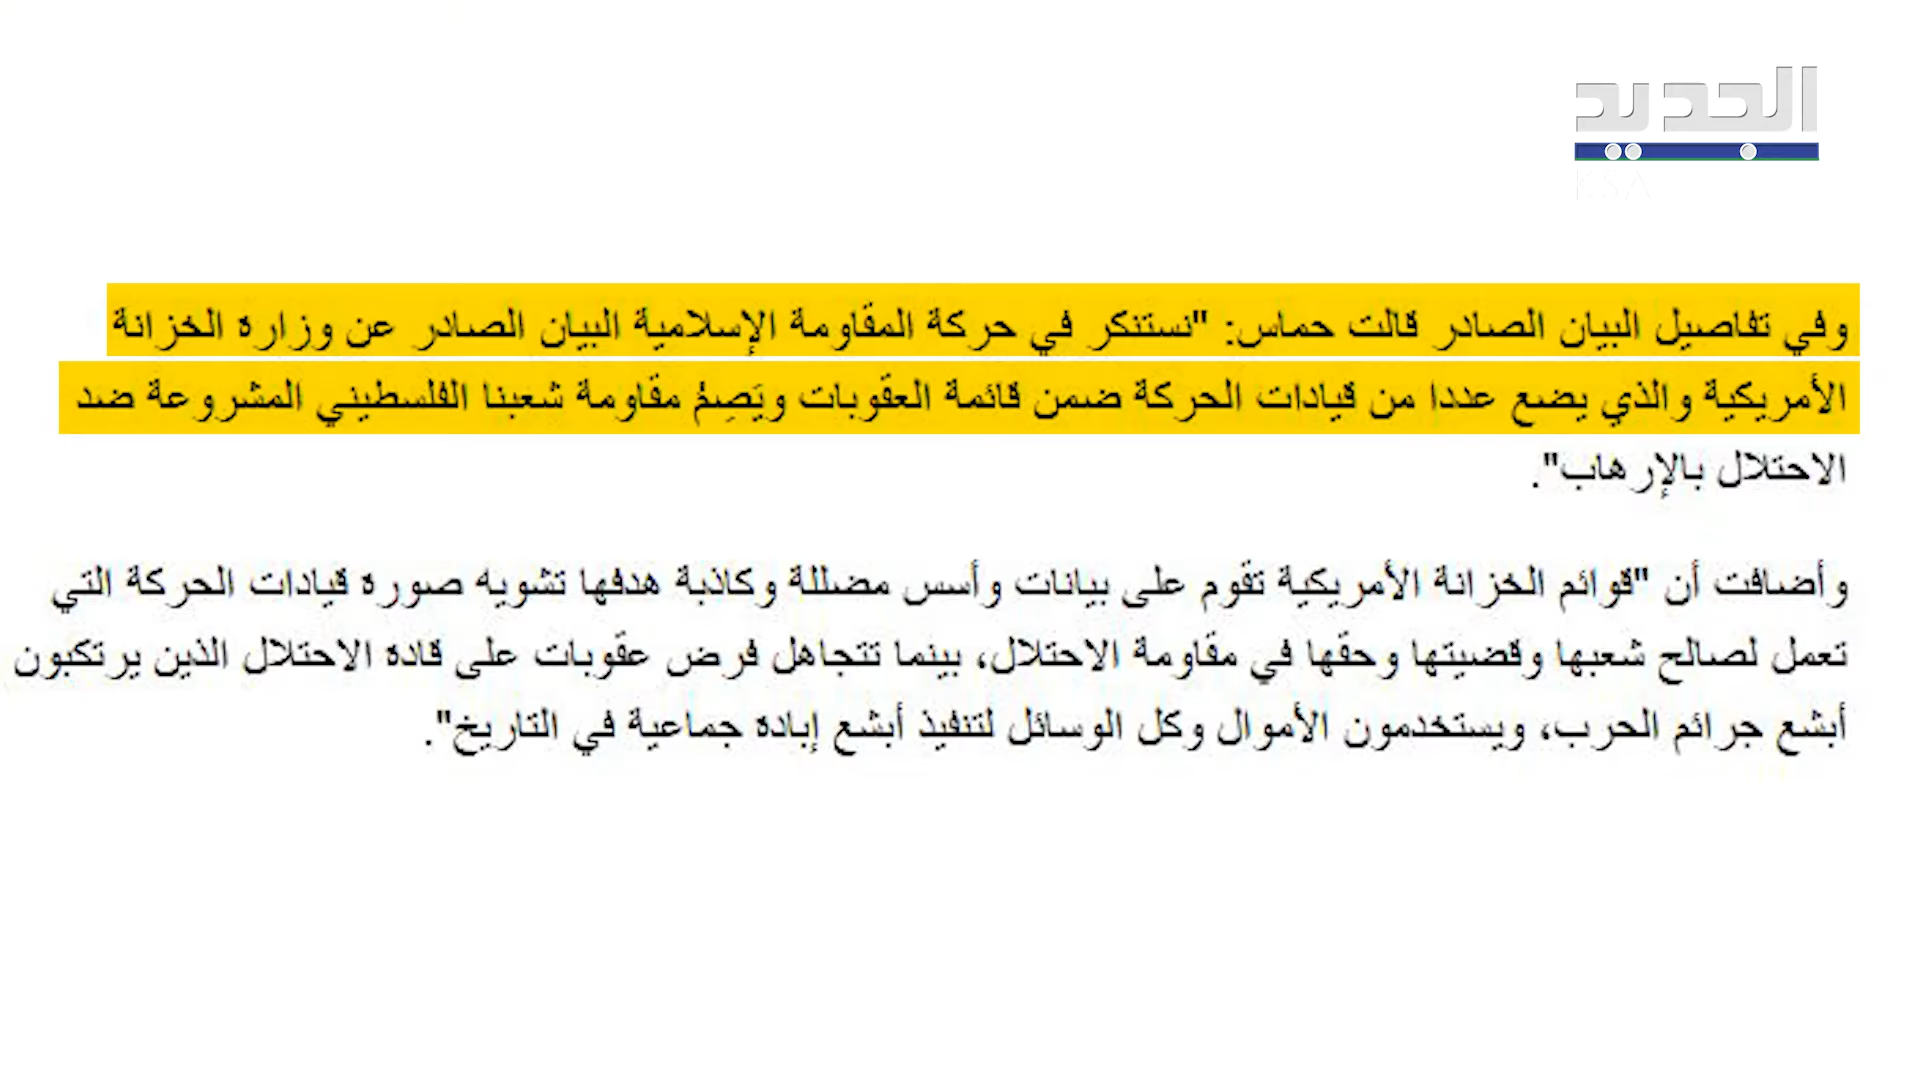 الجديد
وفي تفاصيل البيان الصادر قالت حماس: "نستنكر في حركة المقاومة الإسلامية البيان الصادر عن وزارة الخزانة
الأمريكية والذي يضع عددا من قيادات الحركة ضمن قائمة العقوبات ويَصِمُ مقاومة شعبنا الفلسطيني المشروعة ضد
الاحتلال بالإرهاب".
وأضافت أن "قوائم الخزانة الأمريكية تقوم على بيانات وأسس مضللة وكاذبة هدفها تشويه صورة قيادات الحركة التي
تعمل لصالح شعبها وقضيتها وحقها في مقاومة الاحتلال، بينما تتجاهل فرض عقوبات على قادة الاحتلال الذين يرتكبون
أبشع جرائم الحرب، ويستخدمون الأموال وكل الوسائل لتنفيذ أبشع إبادة جماعية في التاريخ".